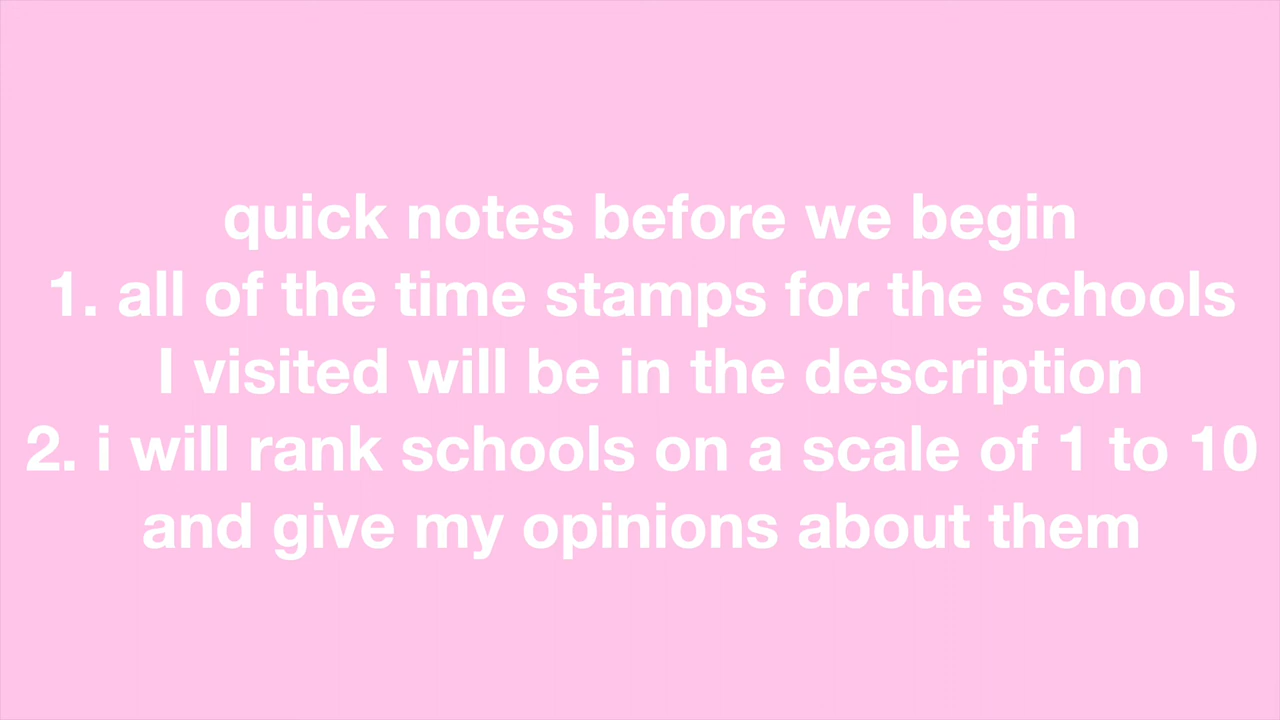 quick notes before we begin
1. all of the time stamps for the schools
I visited will be in the description
2. i will rank schools on a scale of 1 to 10
and give my opinions about them